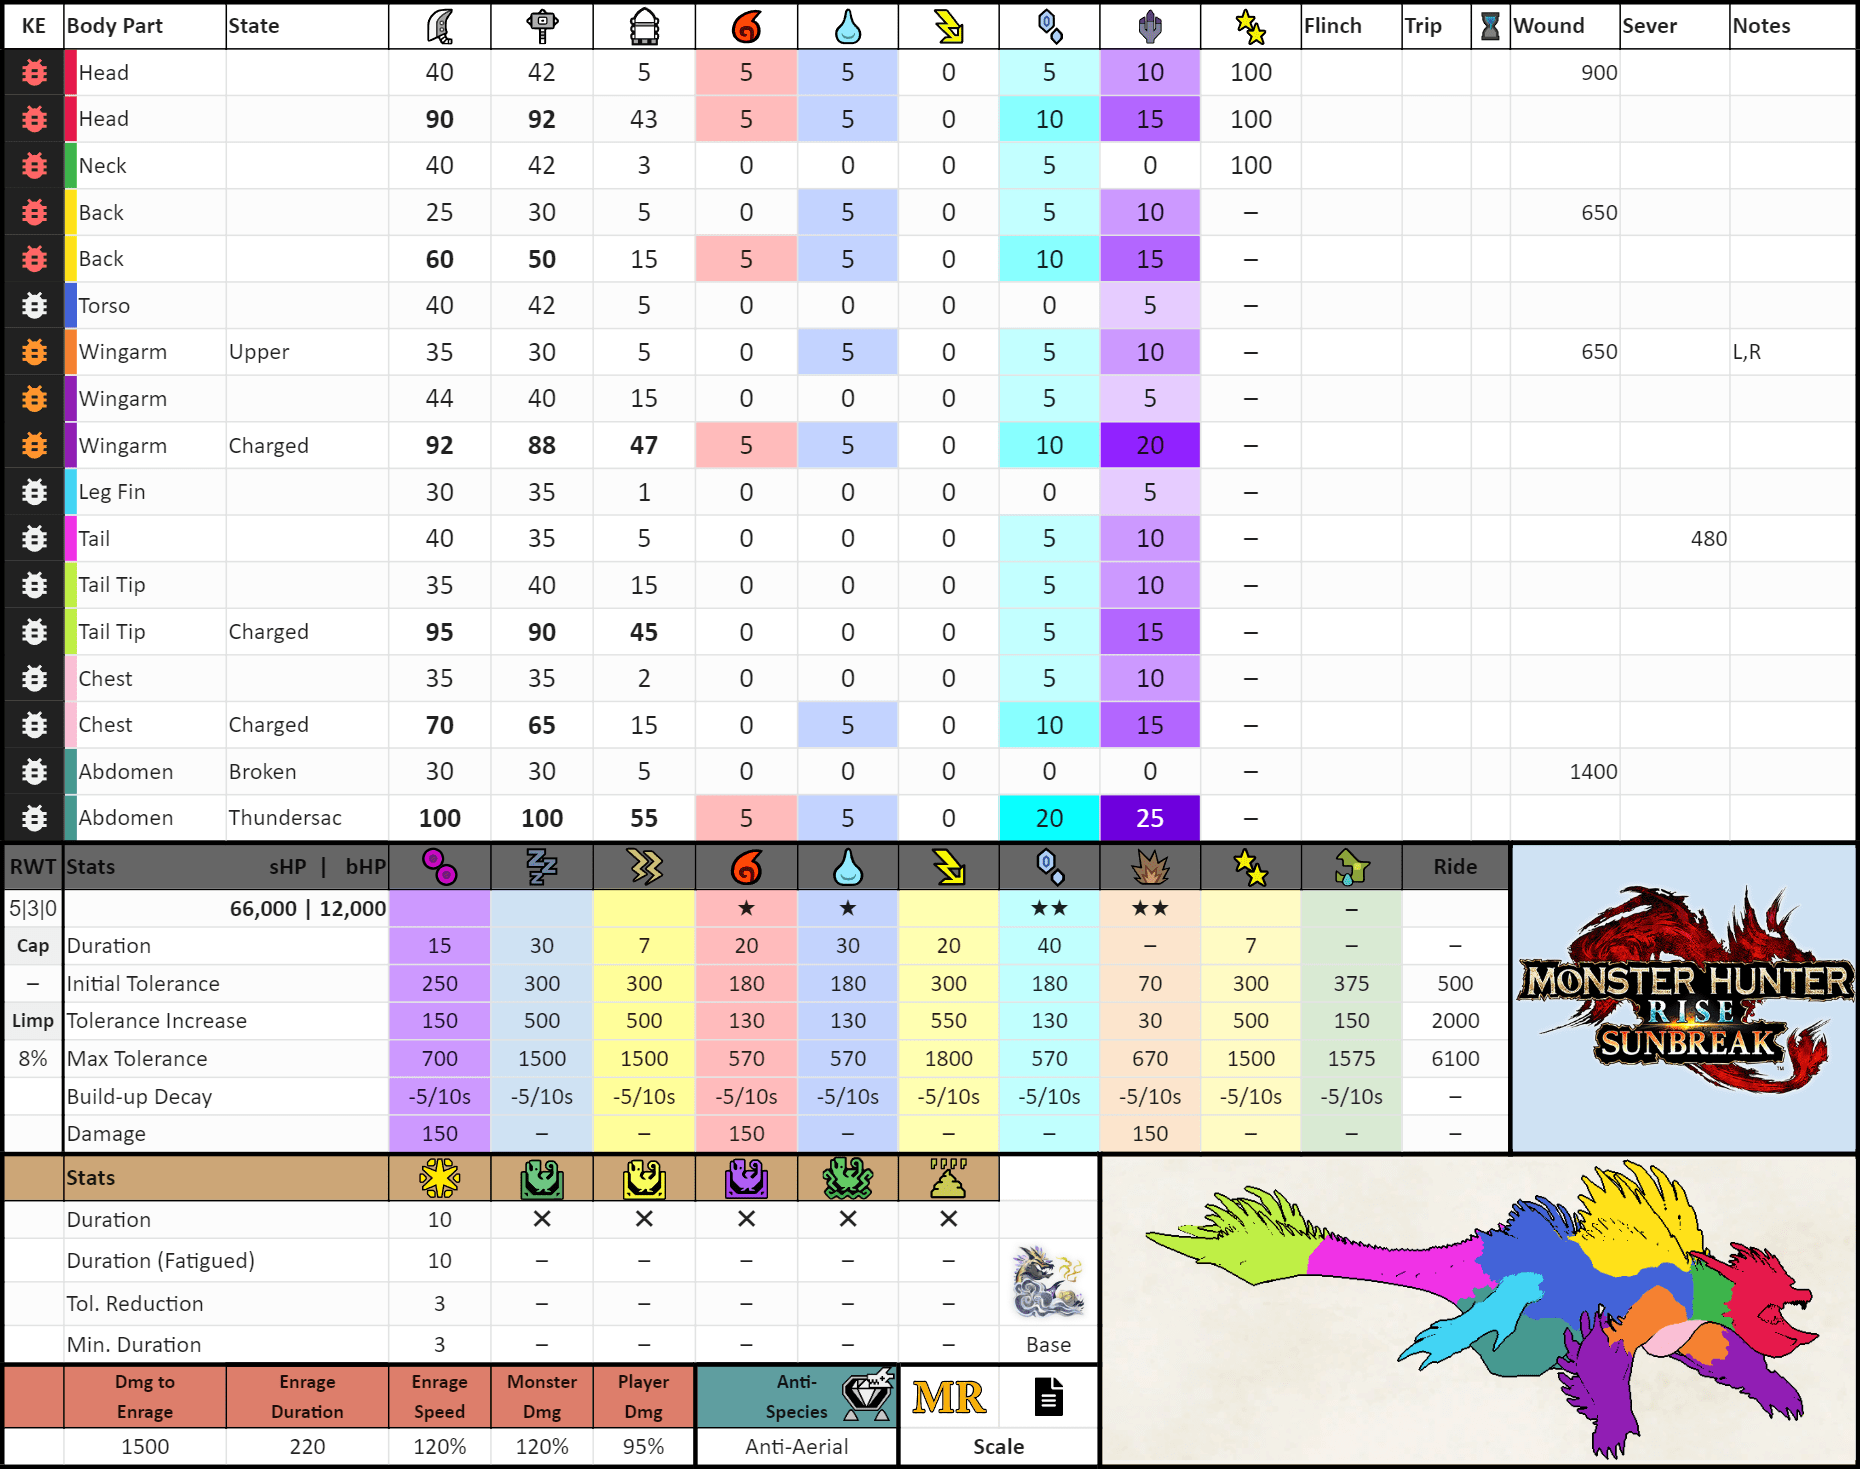 KE Body Part State Flinch Trip Wound Sever Notes
Head 40 42 5 5 5 0 5 10 100 900
Head 90 92 43 5 5 0 10 15 100
Neck 40 42 3 0 0 0 5 0 100
Back 25 30 5 0 5 0 5 10 – 650
Back 60 50 15 5 5 0 10 15 –
Torso 40 42 5 0 0 0 0 5 –
Wingarm Upper 35 30 5 0 5 0 5 10 – 650 L,R
Wingarm 44 40 15 0 0 0 5 5 –
Wingarm Charged 92 88 47 5 5 0 10 20 –
Leg Fin 30 35 1 0 0 0 0 5 –
Tail 40 35 5 0 0 0 5 10 – 480
Tail Tip 35 40 15 0 0 0 5 10 –
Tail Tip Charged 95 90 45 0 0 0 5 15 –
Chest 35 35 2 0 0 0 5 10 –
Chest Charged 70 65 15 0 5 0 10 15 –
Abdomen Broken 30 30 5 0 0 0 0 0 – 1400
Abdomen Thundersac 100 100 55 5 5 0 20 25 –
RWT Stats sHP | bHP Ride
5|3|0 66,000 | 12,000 ★ ★ ★★ ★★ –
Cap Duration 15 30 7 20 30 20 40 – 7 – –
– Initial Tolerance 250 300 300 180 180 300 180 70 300 375 500
Limp Tolerance Increase 150 500 500 130 130 550 130 30 500 150 2000
8% Max Tolerance 700 1500 1500 570 570 1800 570 670 1500 1575 6100
Build-up Decay -5/10s -5/10s -5/10s -5/10s -5/10s -5/10s -5/10s -5/10s -5/10s -5/10s –
Damage 150 – – 150 – – – 150 – – –
MONSTER HUNTER
RISE
SUNBREAK
TM
Stats
Duration 10 ✕ ✕ ✕ ✕ ✕
Duration (Fatigued) 10 – – – – –
Tol. Reduction 3 – – – – –
Min. Duration 3 – – – – – Base
Dmg to Enrage Enrage Duration Enrage Speed Monster Dmg Player Dmg Anti-Species MR
1500 220 120% 120% 95% Anti-Aerial Scale